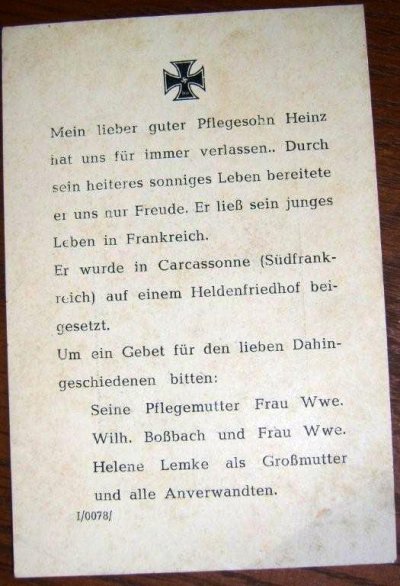 Mein lieber guter Pflegesohn Heinz
hat uns für immer verlassen.. Durch
sein heiteres sonniges Leben bereitete
er uns nur Freude. Er ließ sein junges
Leben in Frankreich.
Er wurde in Carcassonne (Südfrank-
reich) auf einem Heldenfriedhof bei-
gesetzt.
Um ein Gebet für den lieben Dahin-
geschiedenen bitten:
Seine Pflegemutter Frau Wwe.
Wilh. Boßbach und Frau Wwe.
Helene Lemke als Großmutter
und alle Anverwandten.
I/0078/